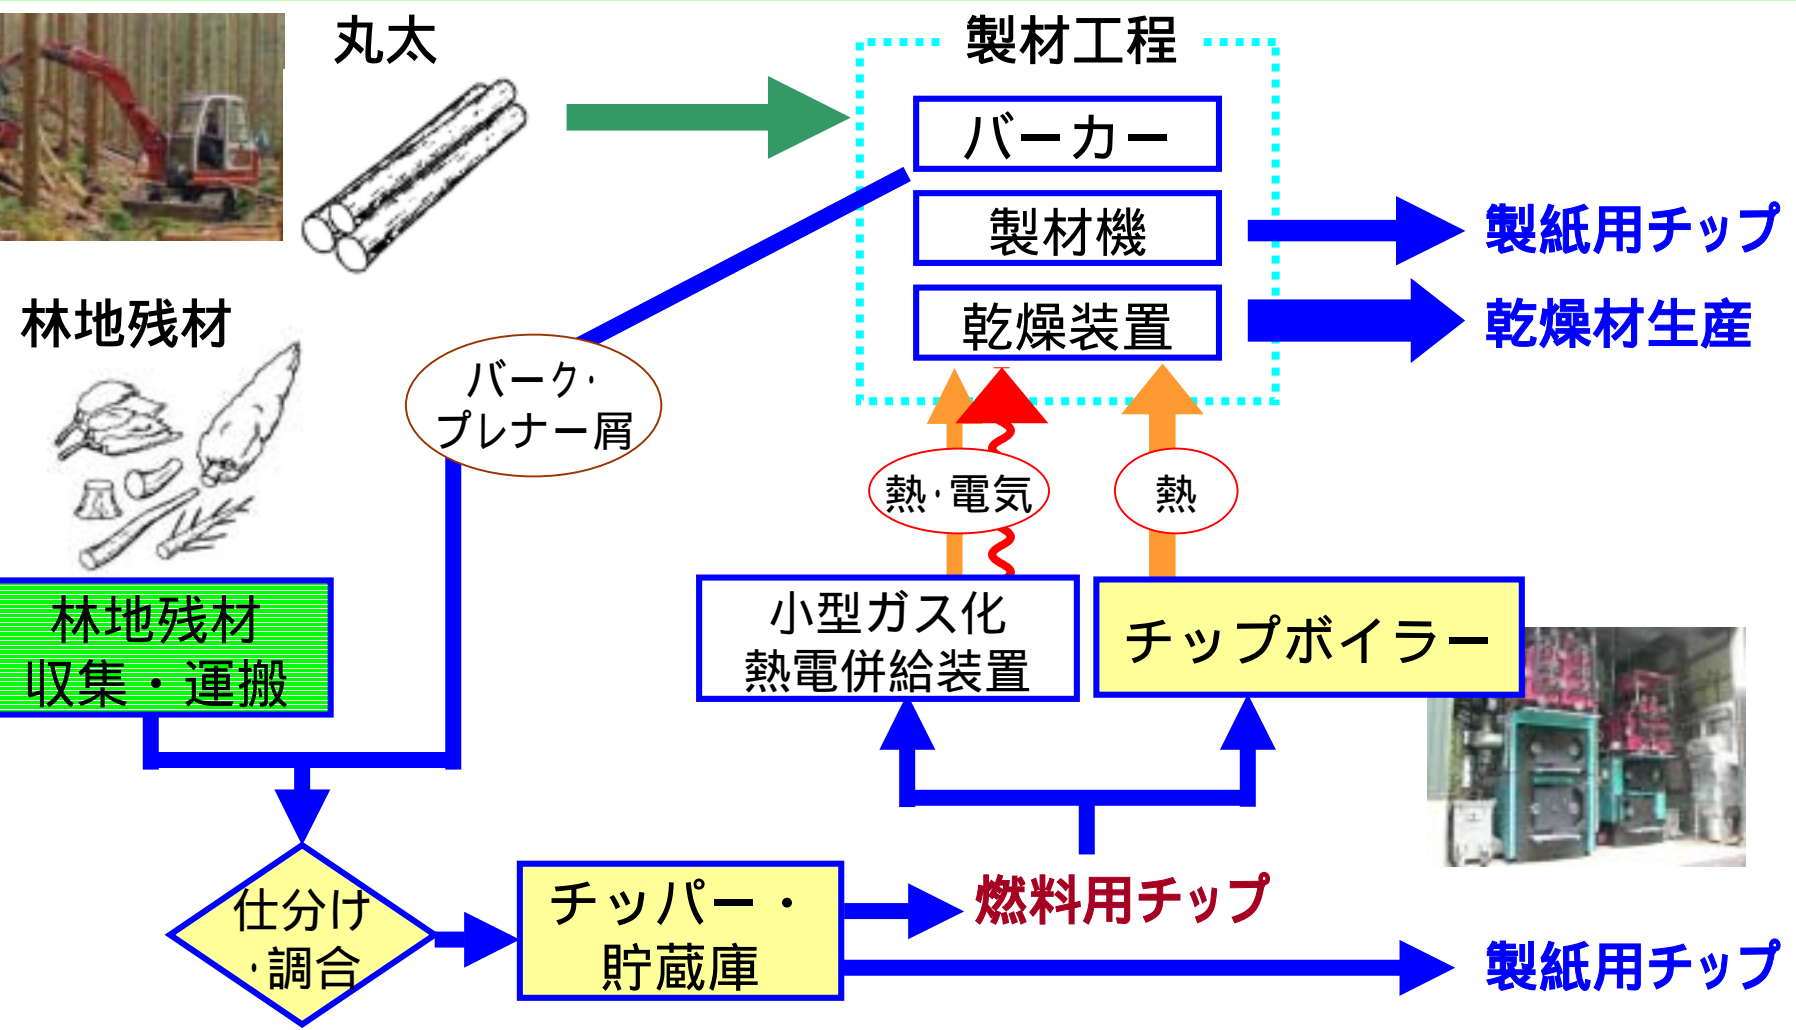 丸太
製材工程
バーカー
製材機
製紙用チップ
乾燥装置
乾燥材生産
林地残材
バーク・
プレナー屑
熱・電気
熱
林地残材
収集・運搬
小型ガス化
熱電併給装置
チップボイラー
仕分け
・調合
チッパー・
貯蔵庫
燃料用チップ
製紙用チップ